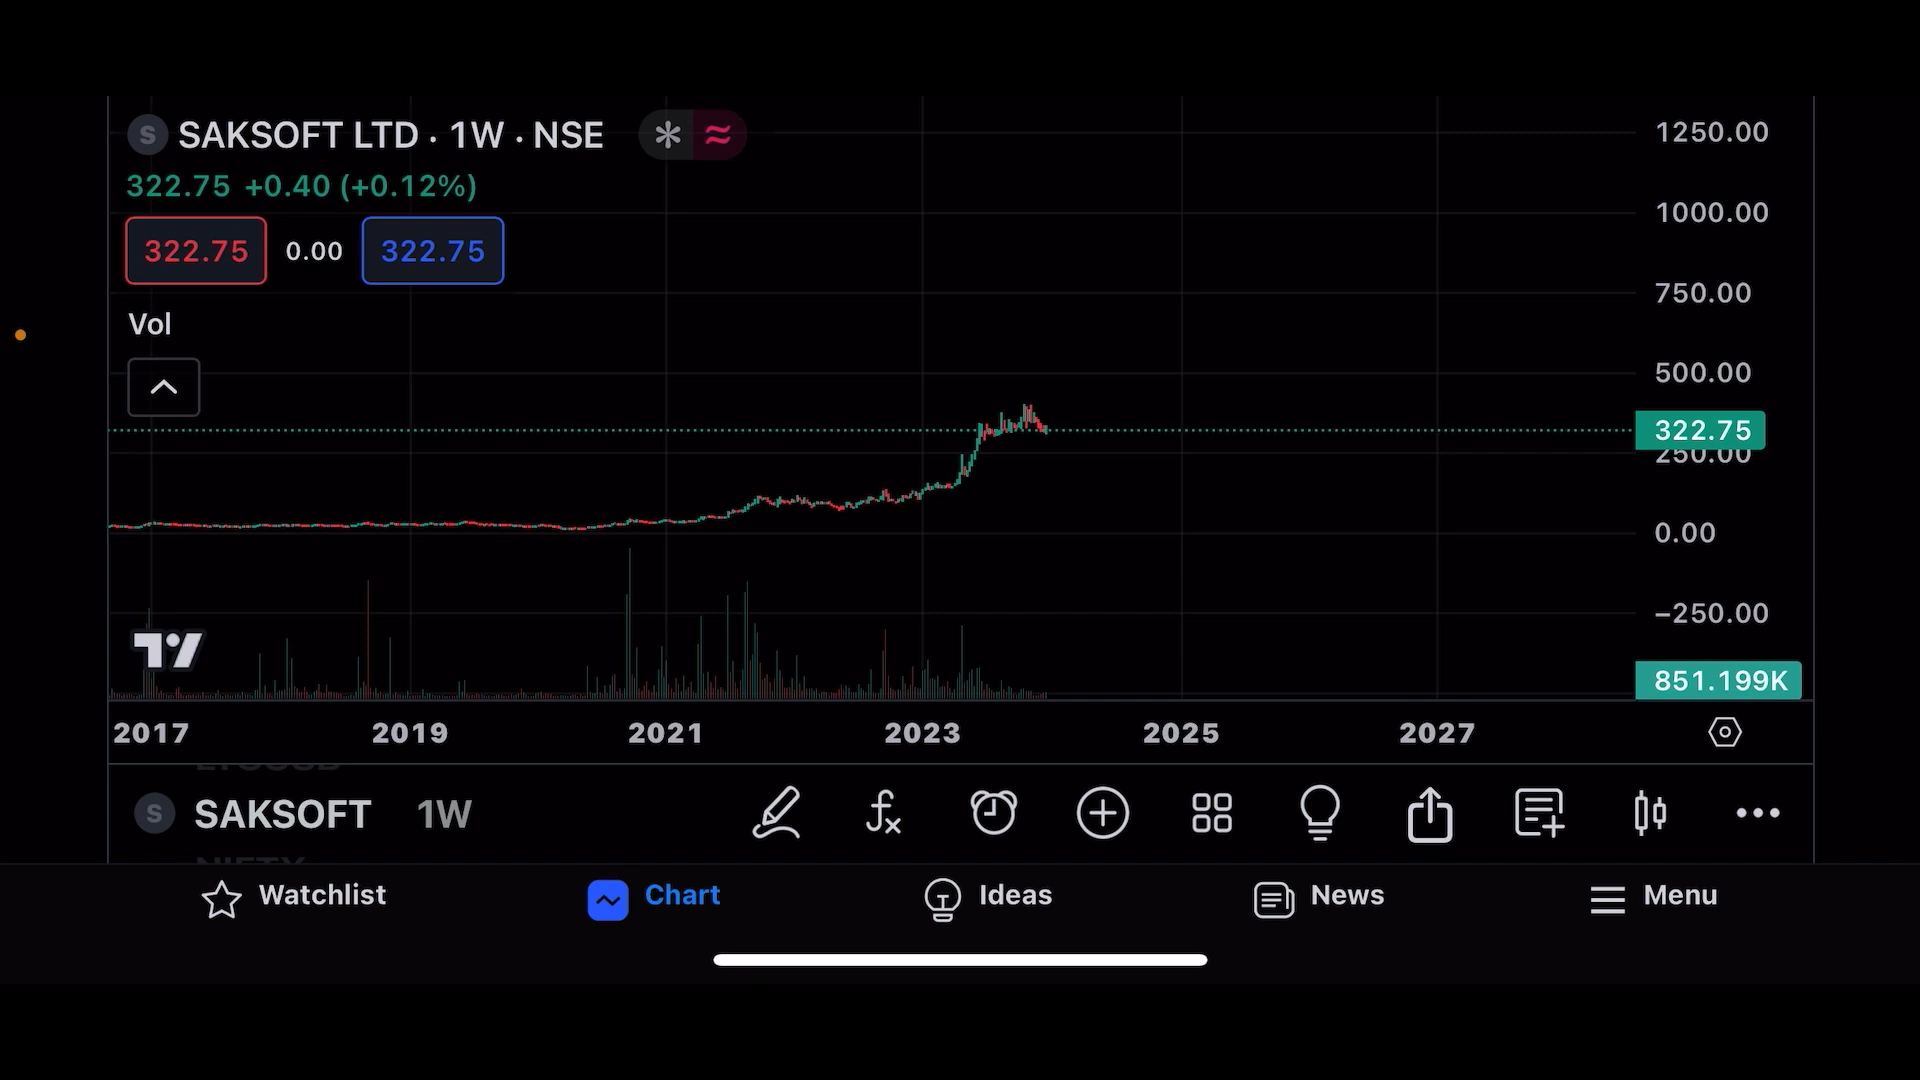 S SAKSOFT LTD · 1W · NSE
322.75 +0.40 (+0.12%)
322.75 0.00 322.75
Vol
1250.00
1000.00
750.00
500.00
322.75
250.00
0.00
−250.00
851.199K
2017 2019 2021 2023 2025 2027
S SAKSOFT 1W
NIFTY
Watchlist Chart Ideas News Menu